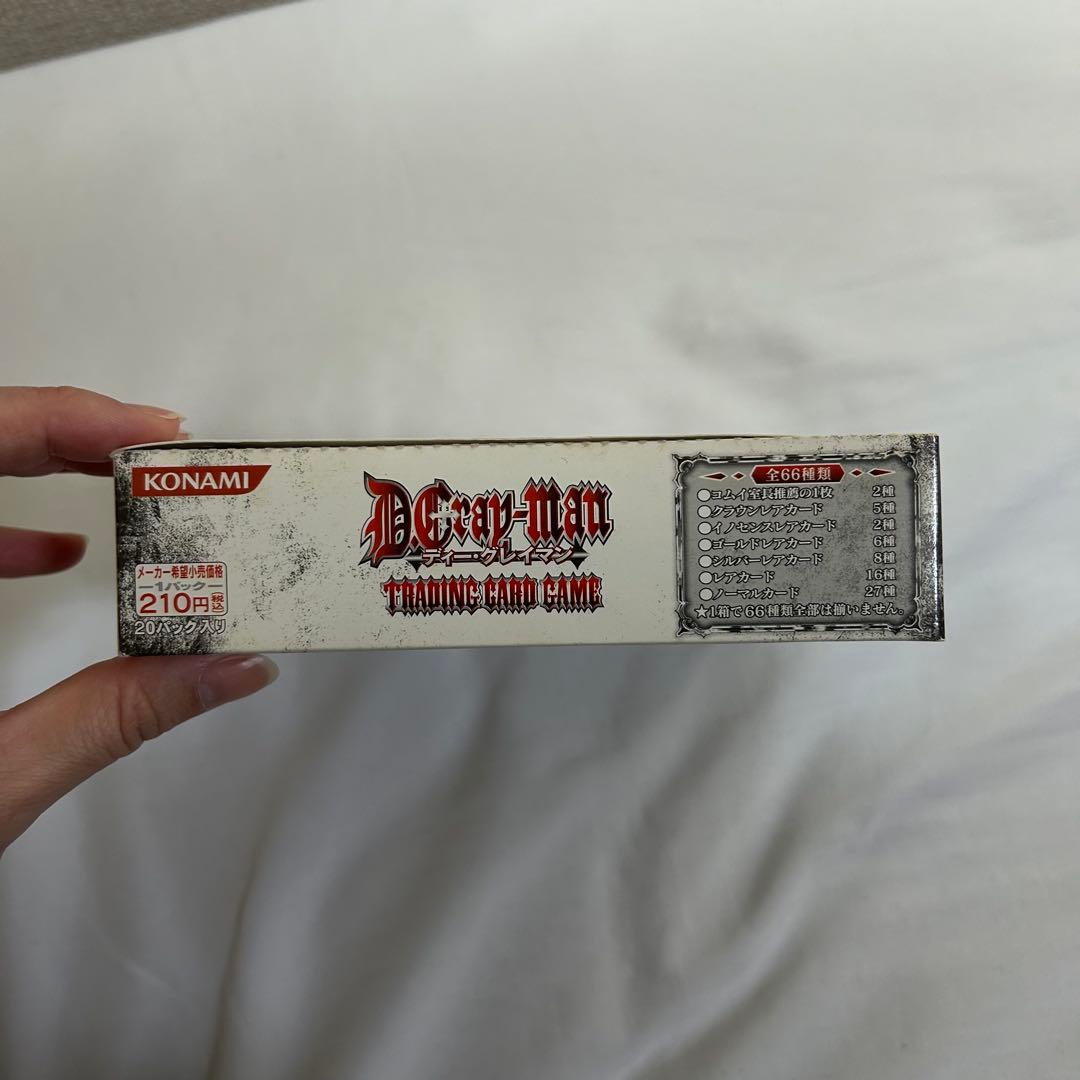 KONAMI
D.Gray-man
ディー・グレイマン
TRADING CARD GAME
メーカー希望小売価格
1パック
210円税込
20パック入り
全66種類
●コムイ室長推薦の1枚 2種
●クラウンレアカード 5種
●イノセンスレアカード 2種
●ゴールドレアカード 6種
●シルバーレアカード 8種
●レアカード 16種
●ノーマルカード 27種
★1箱で66種類全部は揃いません。